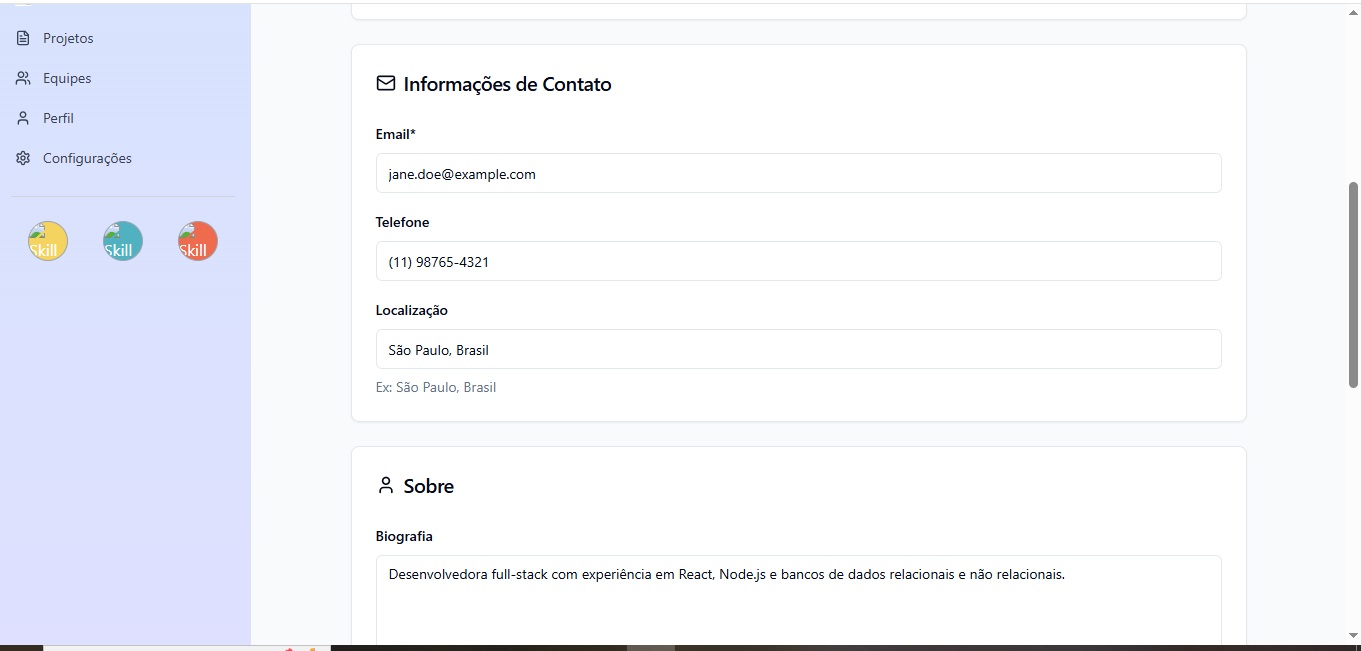 Projetos
Equipes
Perfil
Configurações
Skill Skill Skill
Informações de Contato
Email*
jane.doe@example.com
Telefone
(11) 98765-4321
Localização
São Paulo, Brasil
Ex: São Paulo, Brasil
Sobre
Biografia
Desenvolvedora full-stack com experiência em React, Node.js e bancos de dados relacionais e não relacionais.